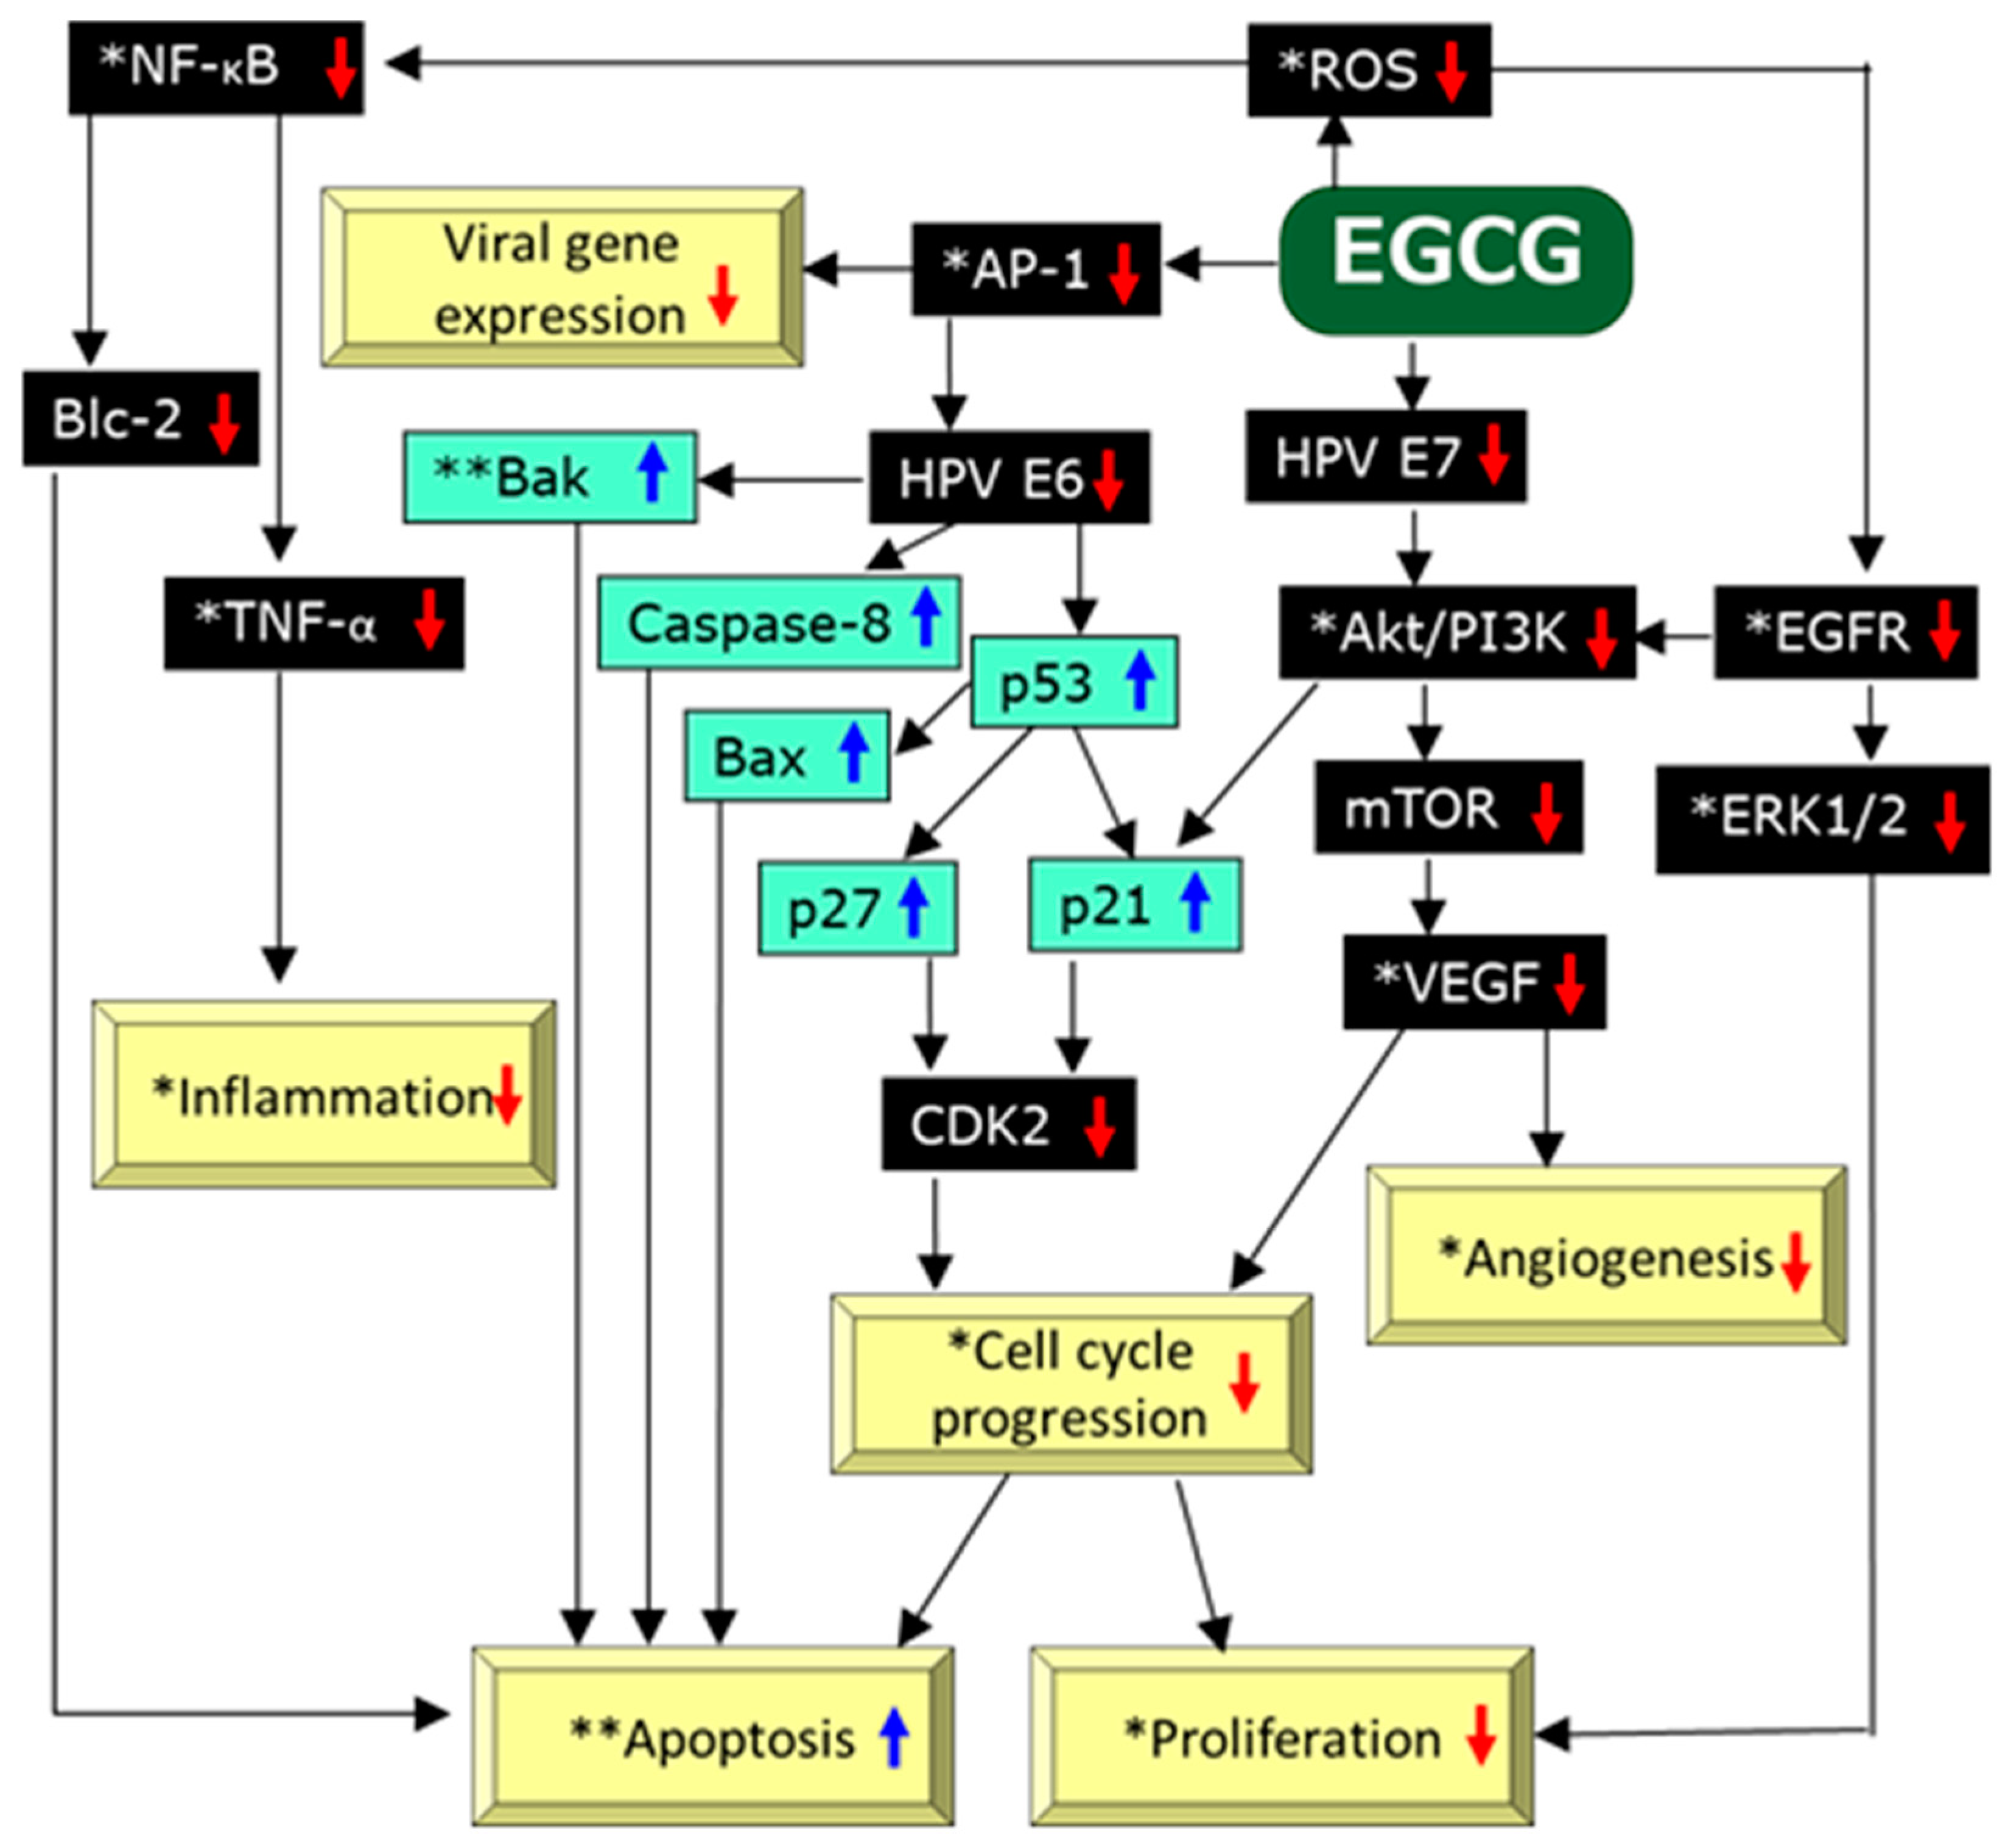 *NF-κB
*ROS
EGCG
Viral gene
expression
*AP-1
Blc-2
**Bak
HPV E6
HPV E7
*TNF-α
Caspase-8
p53
*Akt/PI3K
*EGFR
Bax
mTOR
*ERK1/2
p27
p21
*VEGF
*Inflammation
CDK2
*Angiogenesis
*Cell cycle
progression
**Apoptosis
*Proliferation